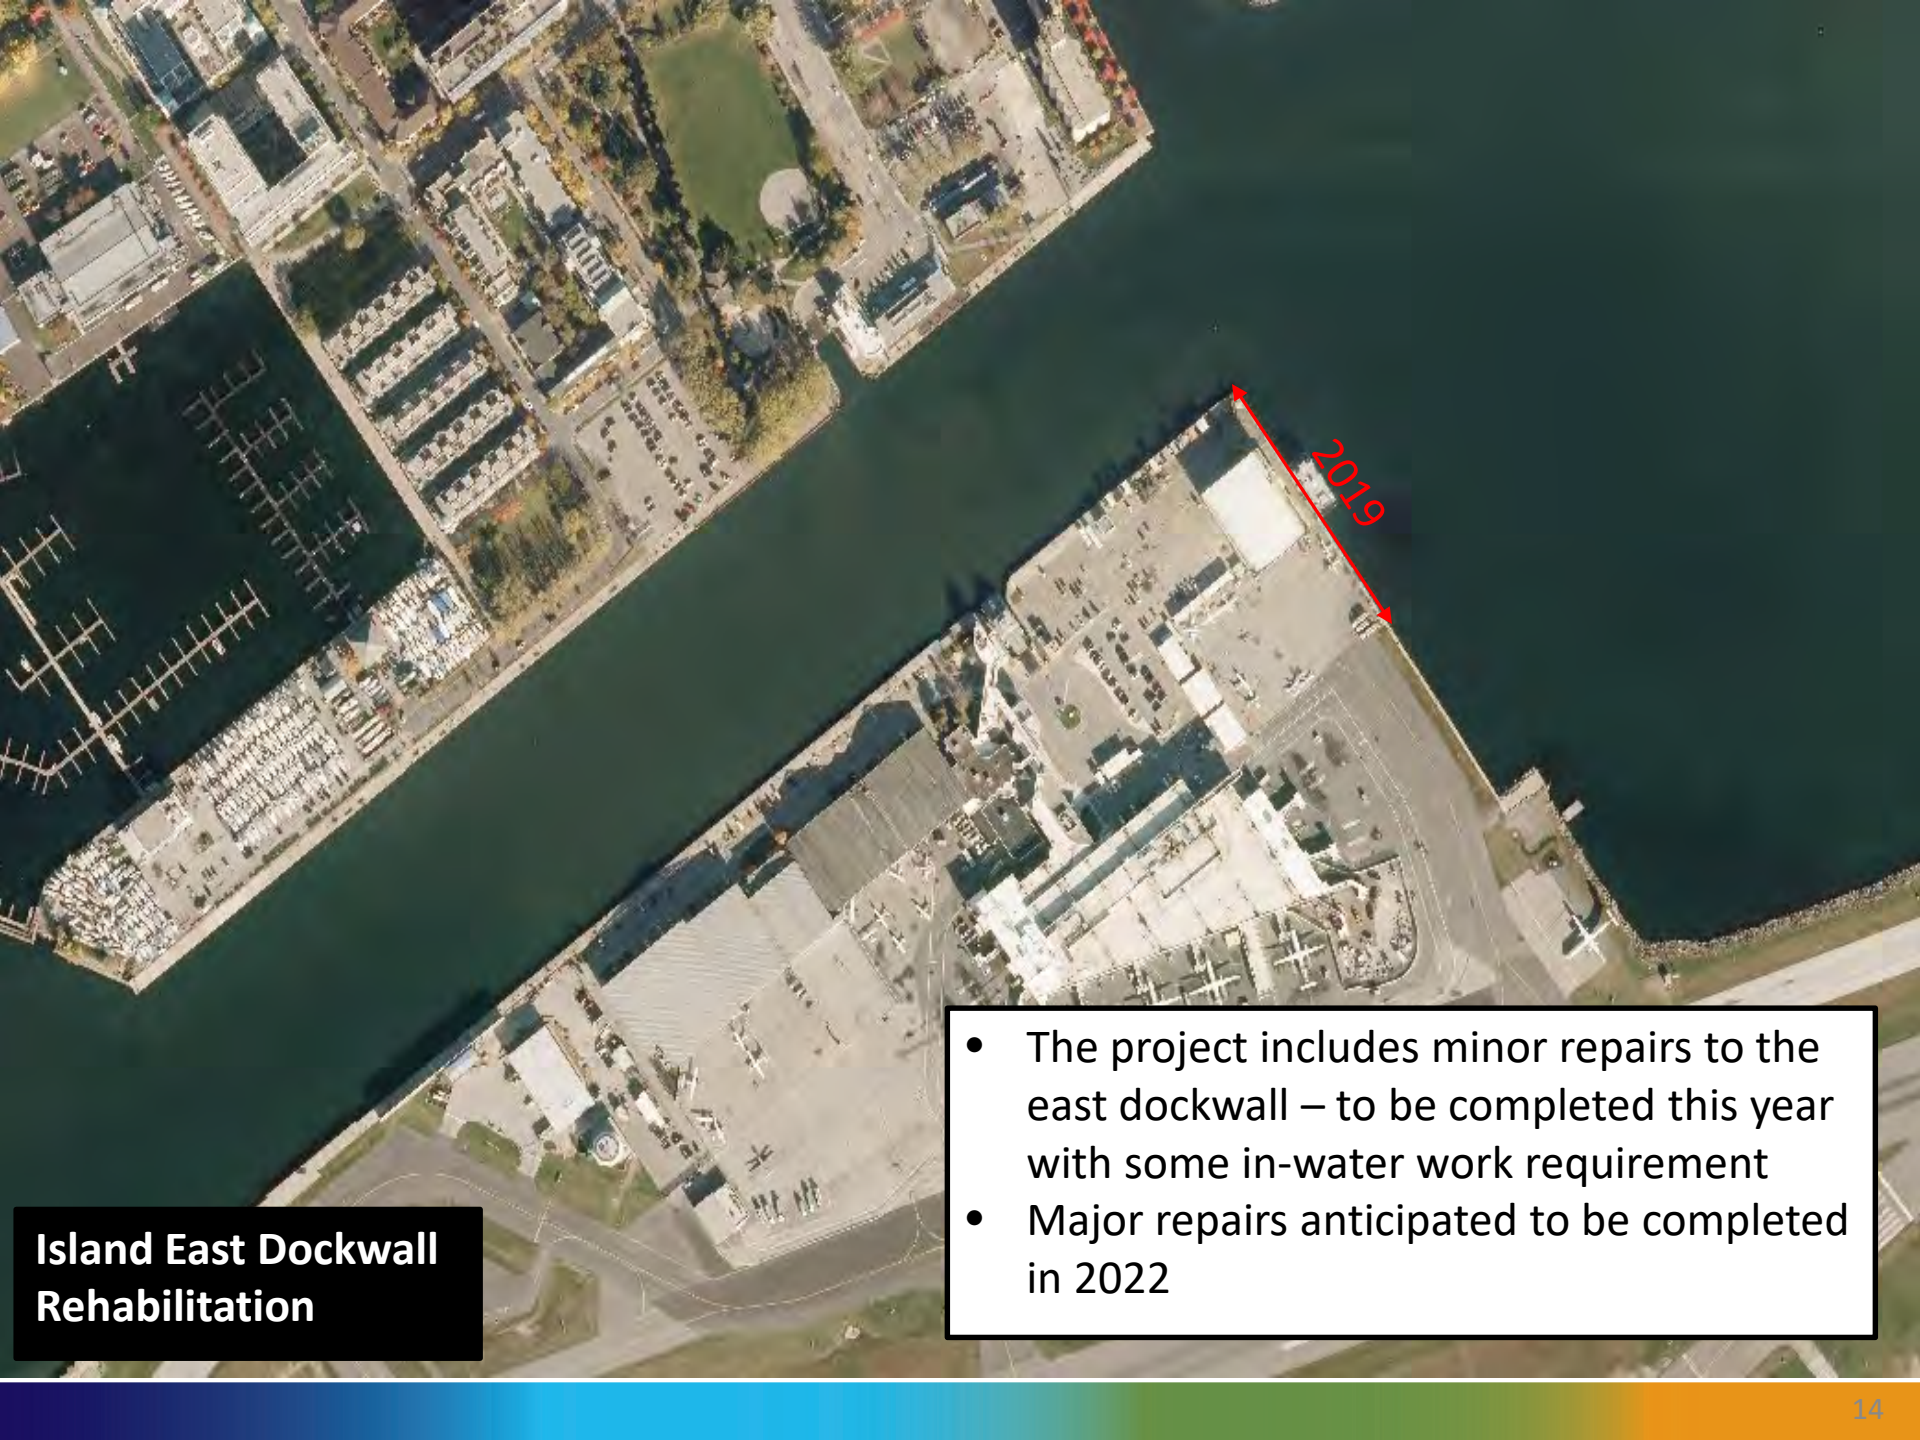 2019
• The project includes minor repairs to the
east dockwall – to be completed this year
with some in-water work requirement
• Major repairs anticipated to be completed
in 2022
Island East Dockwall
Rehabilitation
14